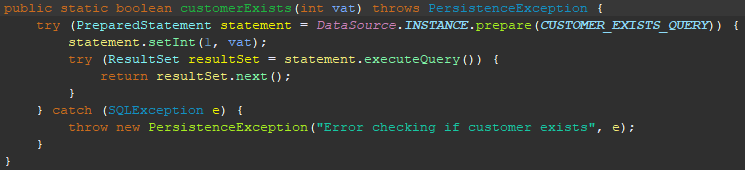 public static boolean customerExists(int vat) throws PersistenceException {
    try (PreparedStatement statement = DataSource.INSTANCE.prepare(CUSTOMER_EXISTS_QUERY)) {
        statement.setInt(1, vat);
        try (ResultSet resultSet = statement.executeQuery()) {
            return resultSet.next();
        }
    } catch (SQLException e) {
        throw new PersistenceException("Error checking if customer exists", e);
    }
}